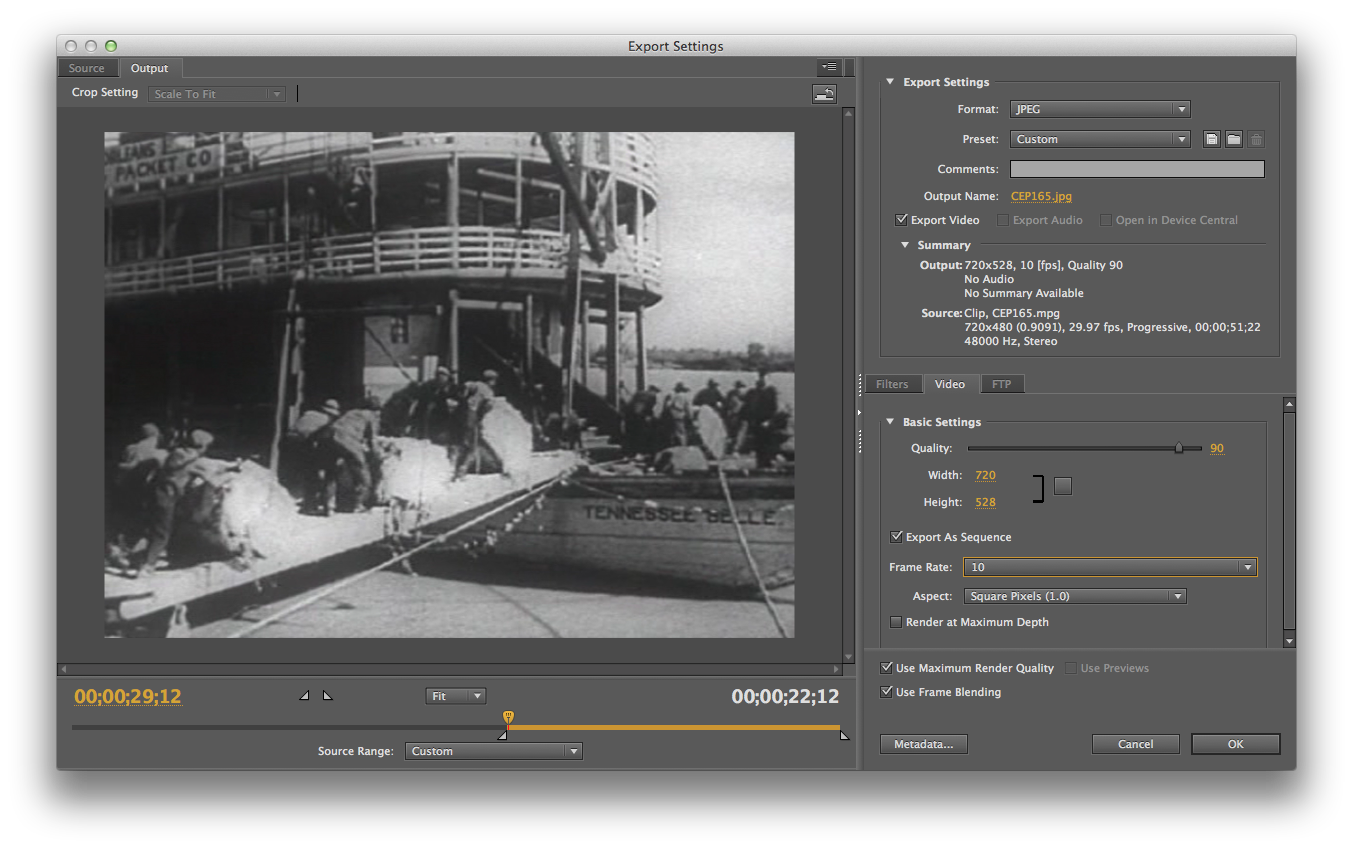 Export Settings
Source Output
Crop Setting Scale To Fit
ORLEANS
PACKET CO
TENNESSEE BELLE
00;00;29;12 Fit 00;00;22;12
Source Range: Custom
Export Settings
Format: JPEG
Preset: Custom
Comments:
Output Name: CEP165.jpg
Export Video Export Audio Open in Device Central
Summary
Output: 720x528, 10 [fps], Quality 90
No Audio
No Summary Available
Source: Clip, CEP165.mpg
720x480 (0.9091), 29.97 fps, Progressive, 00;00;51;22
48000 Hz, Stereo
Filters Video FTP
Basic Settings
Quality: 90
Width: 720
Height: 528
Export As Sequence
Frame Rate: 10
Aspect: Square Pixels (1.0)
Render at Maximum Depth
Use Maximum Render Quality Use Previews
Use Frame Blending
Metadata... Cancel OK